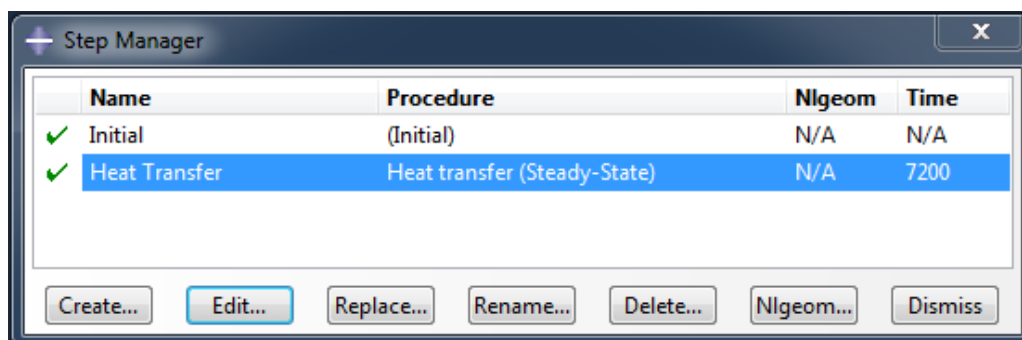 Step Manager
x
Name Procedure Nlgeom Time
Initial (Initial) N/A N/A
Heat Transfer Heat transfer (Steady-State) N/A 7200
Create... Edit... Replace... Rename... Delete... Nlgeom... Dismiss